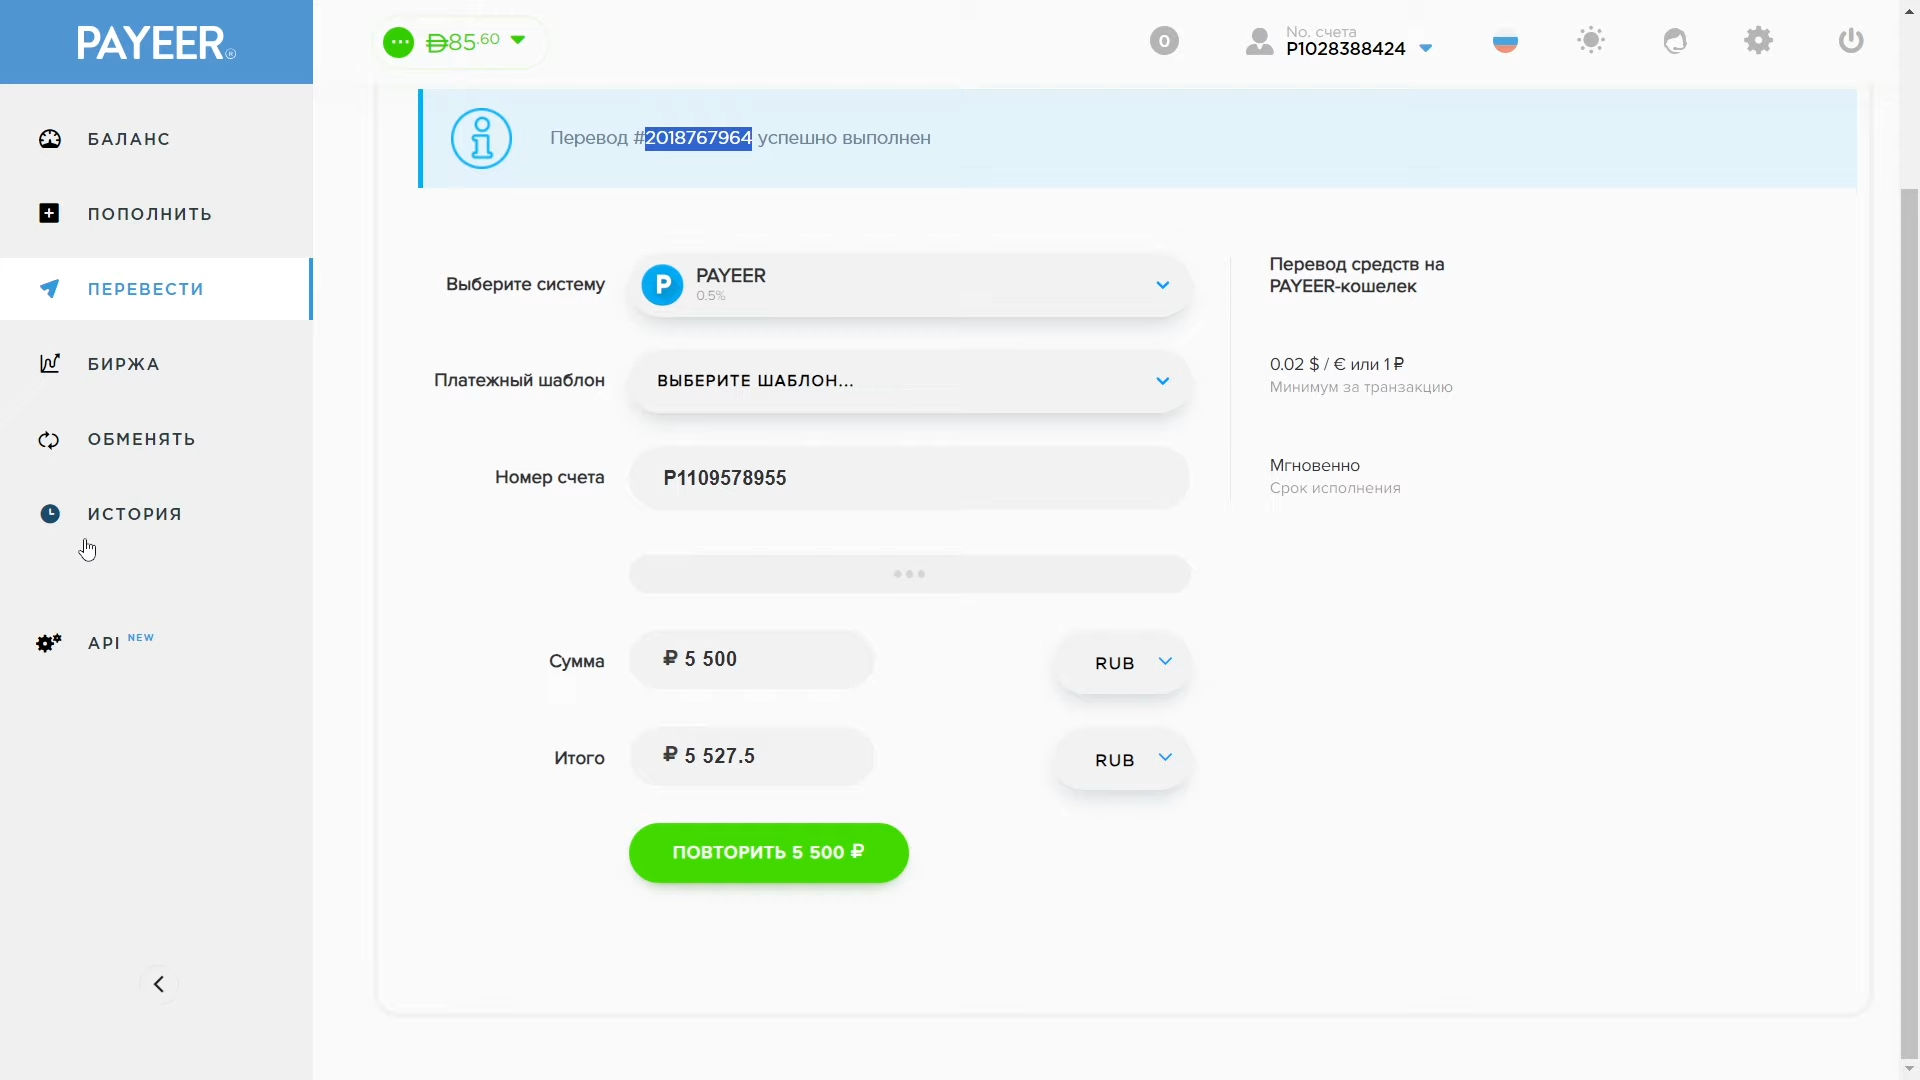 PAYEER®
85.60
0
No. счета
P1028388424
БАЛАНС
ПОПОЛНИТЬ
ПЕРЕВЕСТИ
БИРЖА
ОБМЕНЯТЬ
ИСТОРИЯ
API NEW
Перевод #2018767964 успешно выполнен
Выберите систему
P PAYEER
0.5%
Платежный шаблон
ВЫБЕРИТЕ ШАБЛОН...
Номер счета
P1109578955
Сумма
₽ 5 500
RUB
Итого
₽ 5 527.5
RUB
ПОВТОРИТЬ 5 500 ₽
Перевод средств на
PAYEER-кошелек
0.02 $ / € или 1 ₽
Минимум за транзакцию
Мгновенно
Срок исполнения